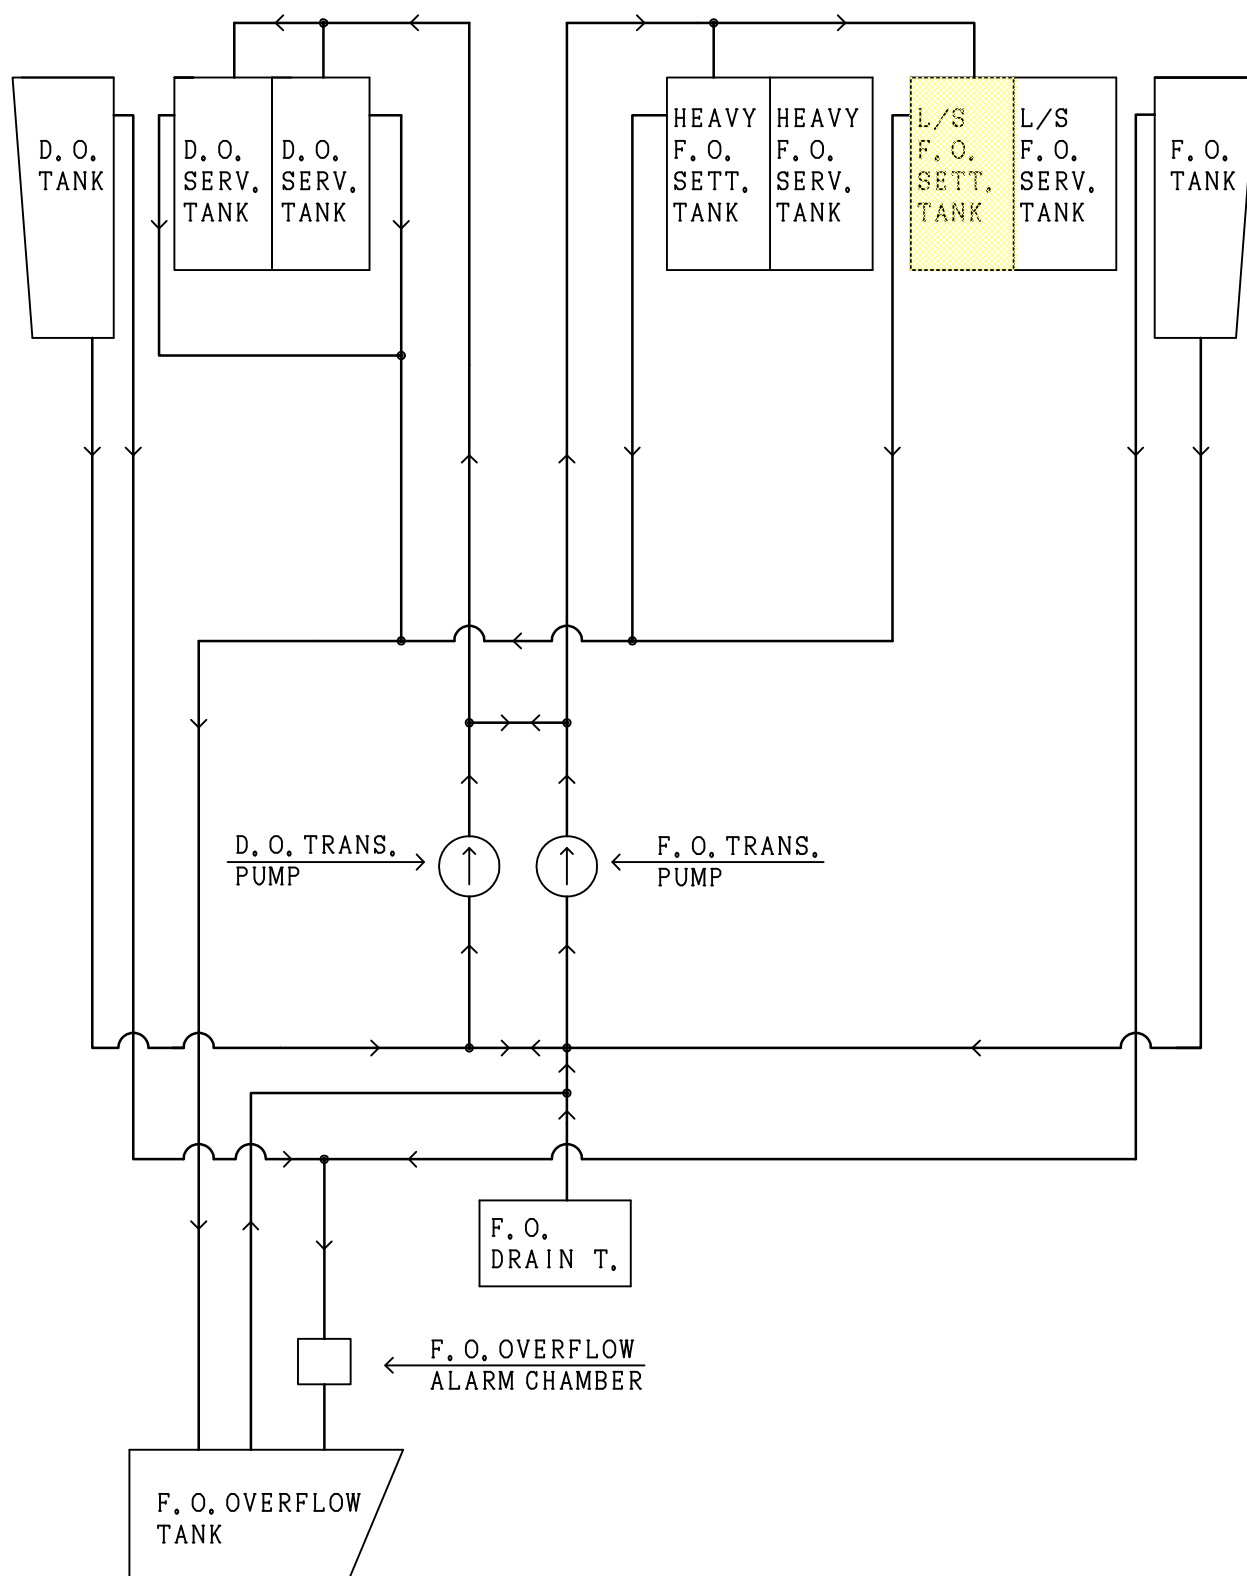 D. O.
TANK
D. O.
SERV.
TANK
D. O.
SERV.
TANK
HEAVY
F. O.
SETT.
TANK
HEAVY
F. O.
SERV.
TANK
L/S
F. O.
SETT.
TANK
L/S
F. O.
SERV.
TANK
F. O.
TANK
D. O. TRANS.
PUMP
F. O. TRANS.
PUMP
F. O.
DRAIN T.
F. O. OVERFLOW
ALARM CHAMBER
F. O. OVERFLOW
TANK